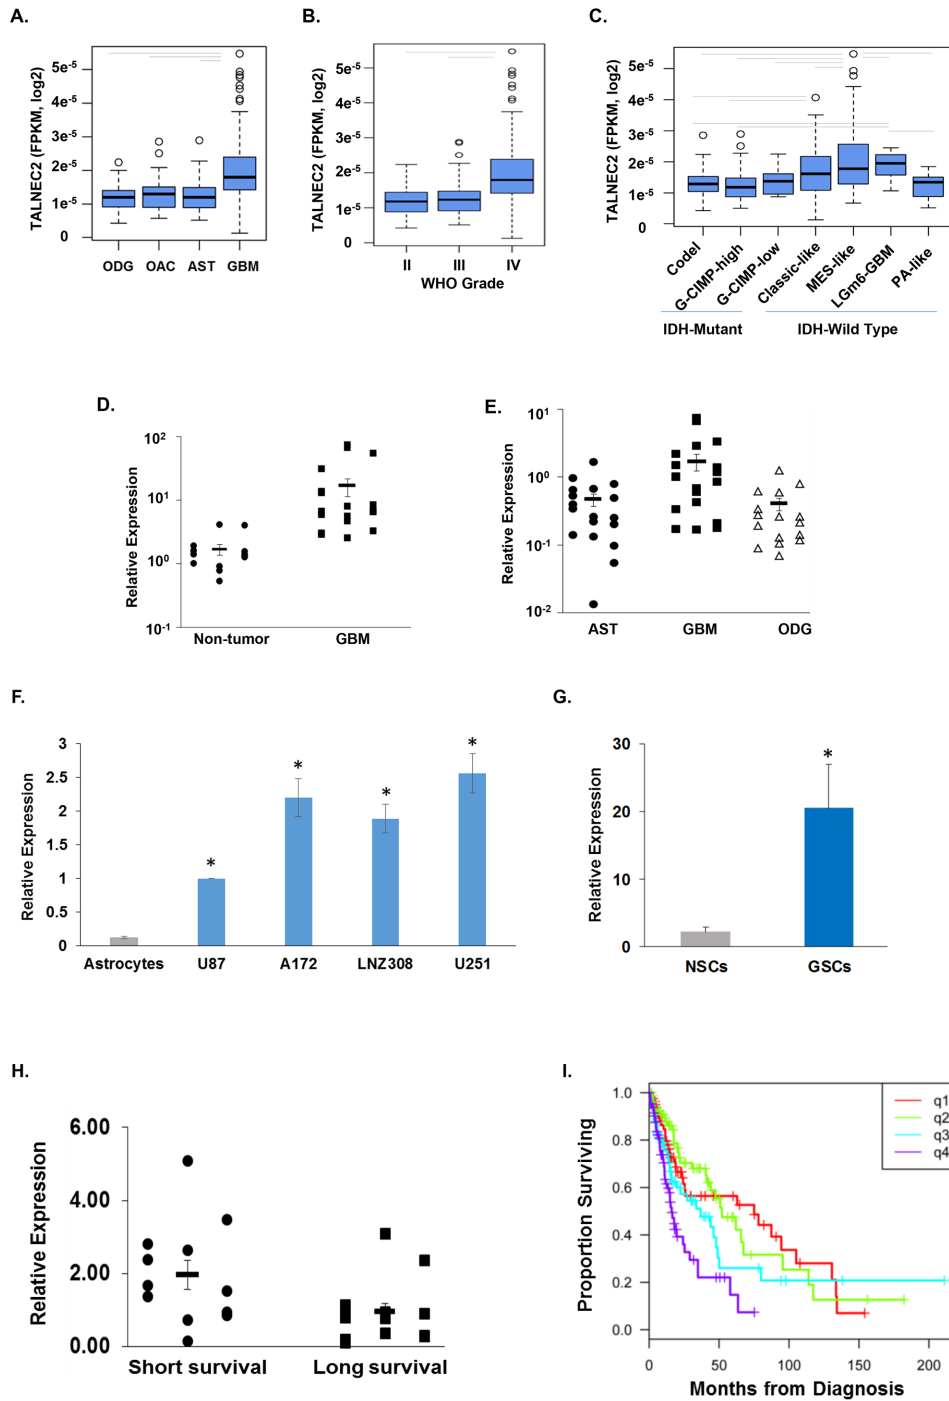 A.
TALNEC2 (FPKM, log2)
5e-5
4e-5
3e-5
2e-5
1e-5
0
ODG OAC AST GBM
B.
TALNEC2 (FPKM, log2)
5e-5
4e-5
3e-5
2e-5
1e-5
0
II III IV
WHO Grade
C.
TALNEC2 (FPKM, log2)
5e-5
4e-5
3e-5
2e-5
1e-5
0
Codel
G-CIMP-high
G-CIMP-low
Classic-like
MES-like
LGm6-GBM
PA-like
IDH-Mutant
IDH-Wild Type
D.
Relative Expression
10²
10¹
10⁰
10-1
Non-tumor GBM
E.
Relative Expression
10¹
10⁰
10-1
10-2
AST GBM ODG
F.
Relative Expression
3
2.5
2
1.5
1
0.5
0
* * * *
Astrocytes U87 A172 LNZ308 U251
G.
Relative Expression
30
20
10
0
*
NSCs GSCs
H.
Relative Expression
6.00
4.00
2.00
0.00
Short survival Long survival
I.
Proportion Surviving
1.0
0.8
0.6
0.4
0.2
0.0
q1
q2
q3
q4
0 50 100 150 200
Months from Diagnosis